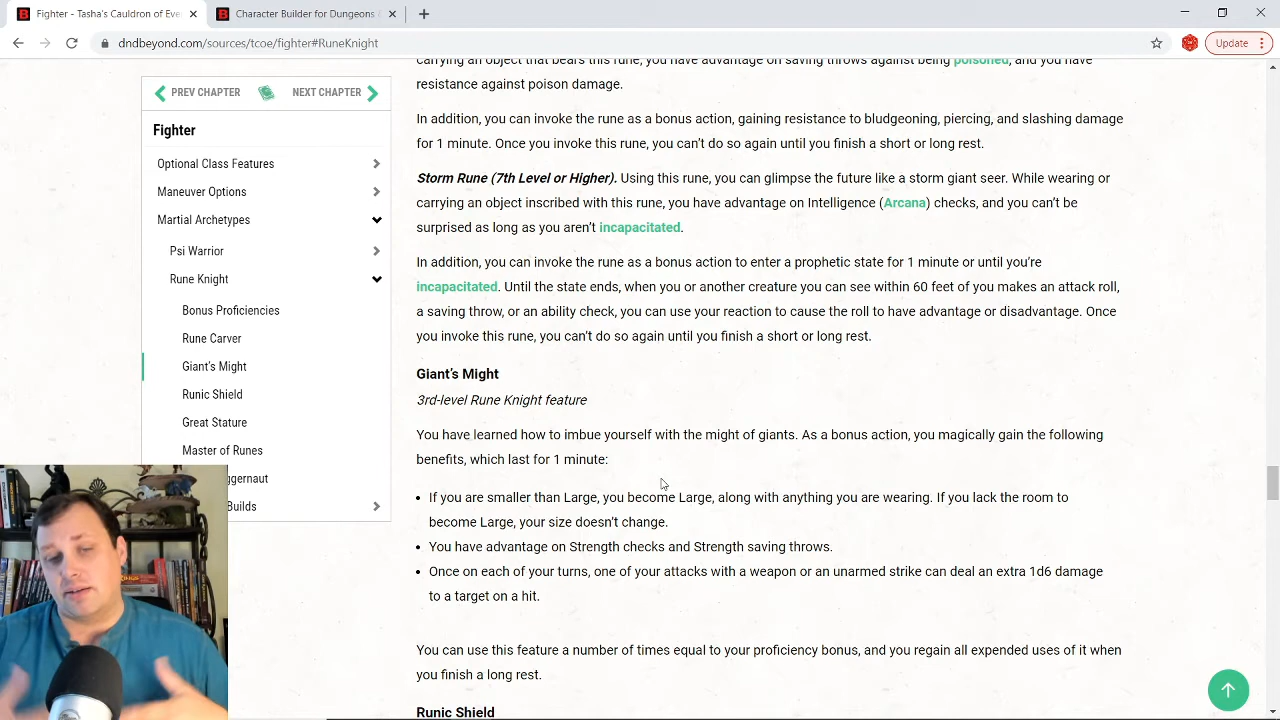 Fighter - Tasha's Cauldron of Eve
Character Builder for Dungeons &
dndbeyond.com/sources/tcoe/fighter#RuneKnight
Update
PREV CHAPTER
NEXT CHAPTER
Fighter
Optional Class Features
Maneuver Options
Martial Archetypes
Psi Warrior
Rune Knight
Bonus Proficiencies
Rune Carver
Giant's Might
Runic Shield
Great Stature
Master of Runes
ggernaut
Builds
carrying an object that bears this rune, you have advantage on saving throws against being poisoned, and you have
resistance against poison damage.
In addition, you can invoke the rune as a bonus action, gaining resistance to bludgeoning, piercing, and slashing damage
for 1 minute. Once you invoke this rune, you can't do so again until you finish a short or long rest.
Storm Rune (7th Level or Higher). Using this rune, you can glimpse the future like a storm giant seer. While wearing or
carrying an object inscribed with this rune, you have advantage on Intelligence (Arcana) checks, and you can't be
surprised as long as you aren't incapacitated.
In addition, you can invoke the rune as a bonus action to enter a prophetic state for 1 minute or until you're
incapacitated. Until the state ends, when you or another creature you can see within 60 feet of you makes an attack roll,
a saving throw, or an ability check, you can use your reaction to cause the roll to have advantage or disadvantage. Once
you invoke this rune, you can't do so again until you finish a short or long rest.
Giant's Might
3rd-level Rune Knight feature
You have learned how to imbue yourself with the might of giants. As a bonus action, you magically gain the following
benefits, which last for 1 minute:
• If you are smaller than Large, you become Large, along with anything you are wearing. If you lack the room to
become Large, your size doesn't change.
• You have advantage on Strength checks and Strength saving throws.
• Once on each of your turns, one of your attacks with a weapon or an unarmed strike can deal an extra 1d6 damage
to a target on a hit.
You can use this feature a number of times equal to your proficiency bonus, and you regain all expended uses of it when
you finish a long rest.
Runic Shield